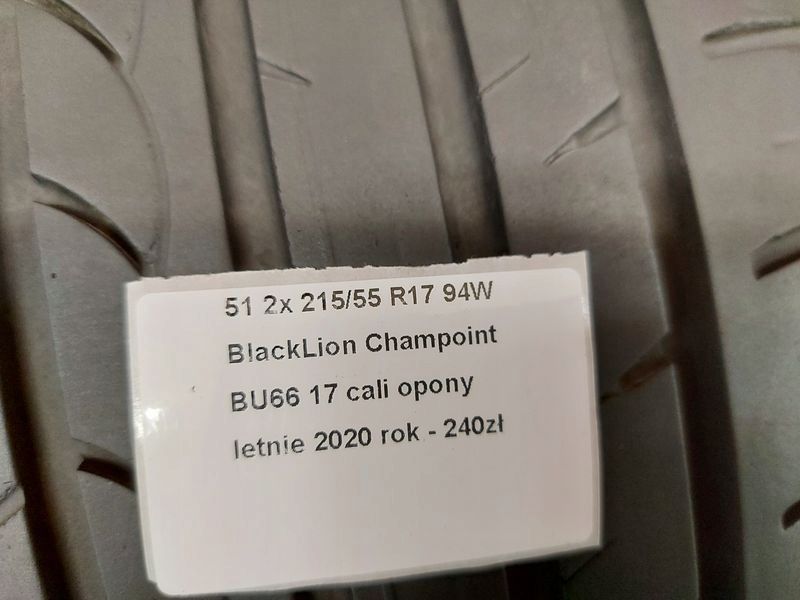 51 2x 215/55 R17 94W
BlackLion Champoint
BU66 17 cali opony
letnie 2020 rok - 240zł